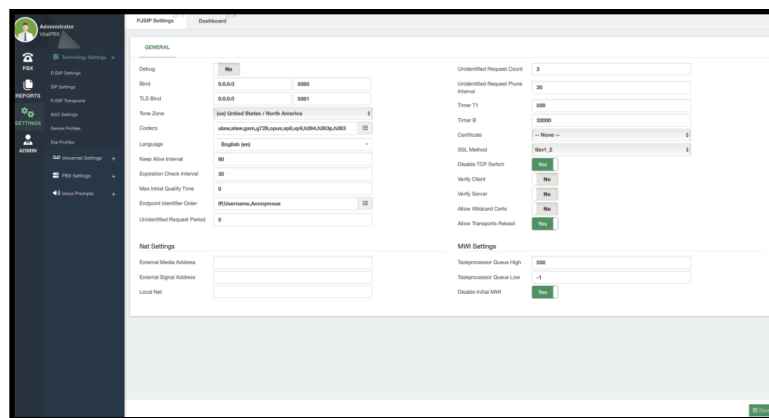 Administrator
VitalPBX
PJSIP Settings
Dashboard
PBX
REPORTS
SETTINGS
ADMIN
Technology Settings
PJSIP Settings
SIP Settings
PJSIP Transports
IAX2 Settings
Device Profiles
Dial Profiles
Voicemail Settings +
PBX Settings +
Voice Prompts +
GENERAL
Debug No
Bind 0.0.0.0 5060
TLS Bind 0.0.0.0 5061
Tone Zone (us) United States / North America
Codecs ulaw,alaw,gsm,g729,opus,vp8,vp9,h264,h263p,h263
Language English (en)
Keep Alive Interval 90
Expiration Check Interval 30
Max Initial Qualify Time 0
Endpoint Identifier Order IP,Username,Anonymous
Unidentified Request Period 5
Unidentified Request Count 3
Unidentified Request Prune
Interval 30
Timer T1 500
Timer B 32000
Certificate -- None --
SSL Method tlsv1_2
Disable TCP Switch Yes
Verify Client No
Verify Server No
Allow Wildcard Certs No
Allow Transports Reload Yes
Nat Settings
External Media Address
External Signal Address
Local Net
MWI Settings
Taskprocessor Queue High 500
Taskprocessor Queue Low -1
Disable Initial MWI Yes